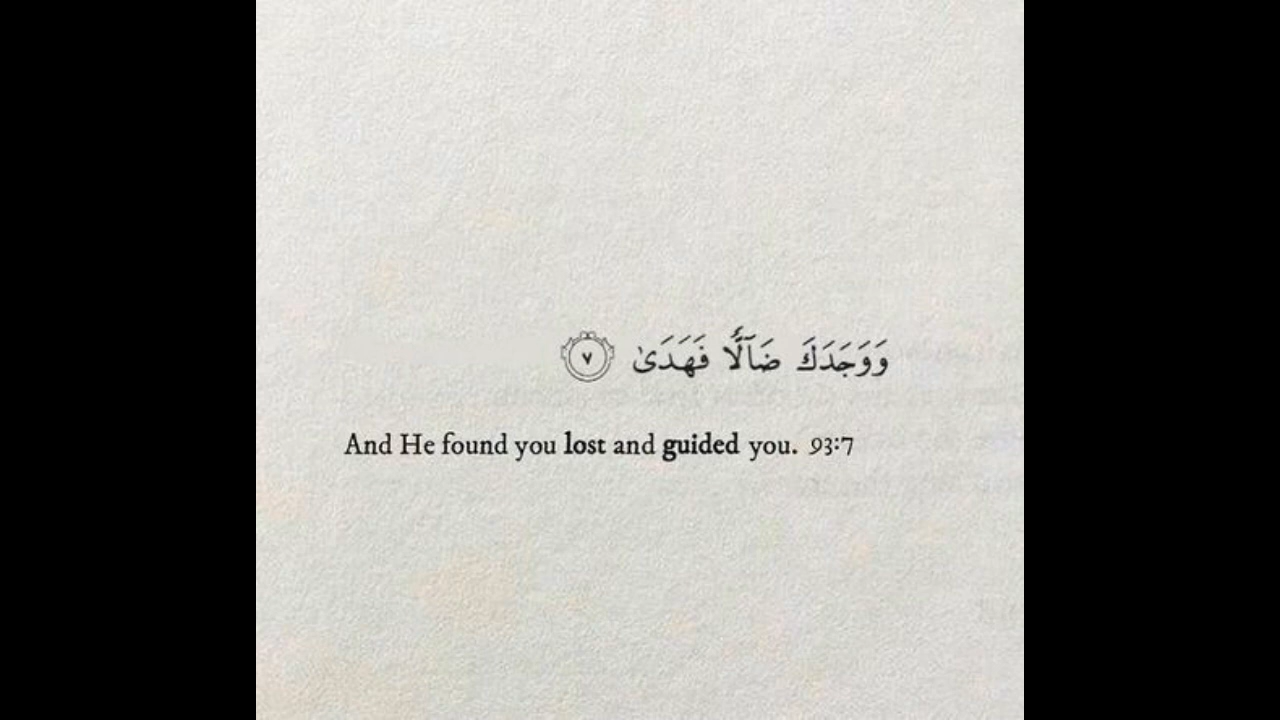 وَوَجَدَكَ ضَآلًّا فَهَدَىٰ ٧
And He found you lost and guided you. 93:7